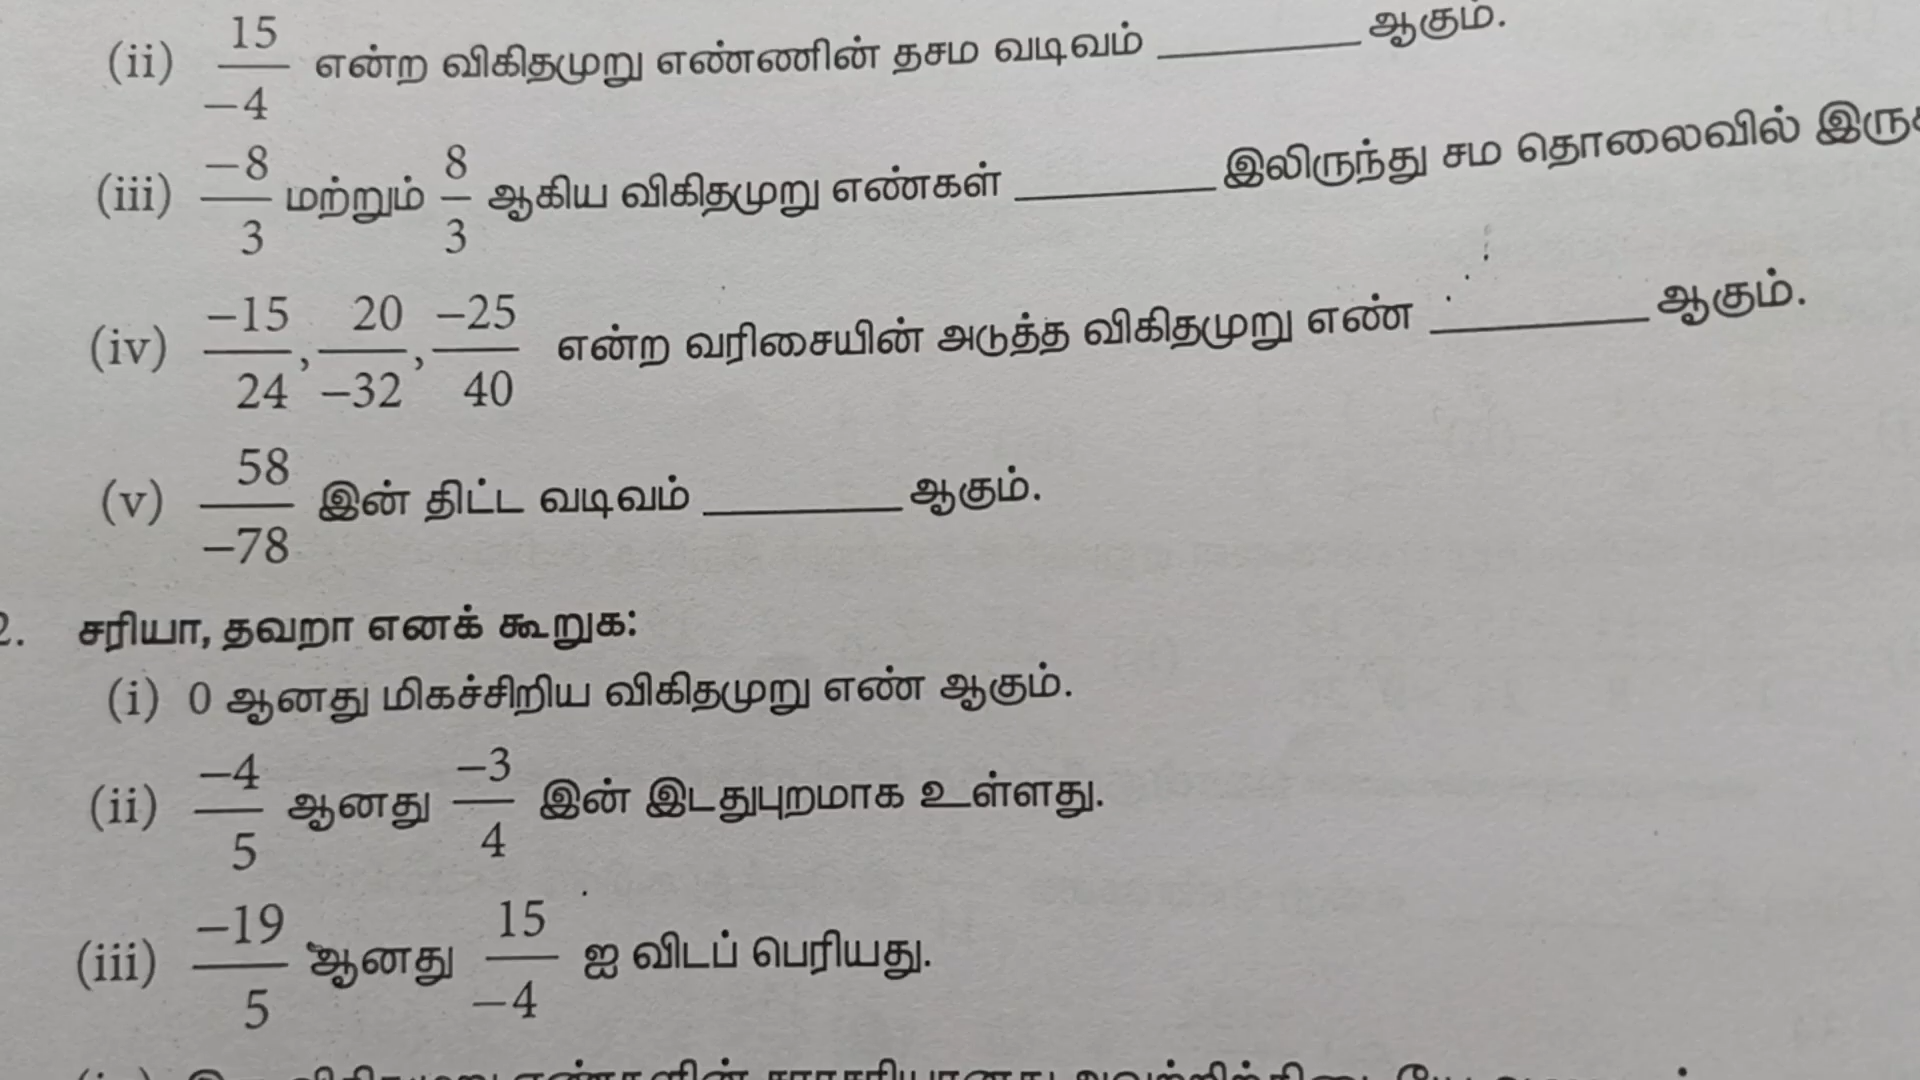 (ii) 15/−4 என்ற விகிதமுறு எண்ணின் தசம வடிவம் ________ ஆகும்.
(iii) −8/3 மற்றும் 8/3 ஆகிய விகிதமுறு எண்கள் ________ இலிருந்து சம தொலைவில்
(iv) −15/24, 20/−32, −25/40 என்ற வரிசையின் அடுத்த விகிதமுறு எண் ________ ஆகும்.
(v) 58/−78 இன் திட்ட வடிவம் ________ ஆகும்.
2. சரியா, தவறா எனக் கூறுக:
(i) 0 ஆனது மிகச்சிறிய விகிதமுறு எண் ஆகும்.
(ii) −4/5 ஆனது −3/4 இன் இடதுபுறமாக உள்ளது.
(iii) −19/5 ஆனது 15/−4 ஐ விடப் பெரியது.